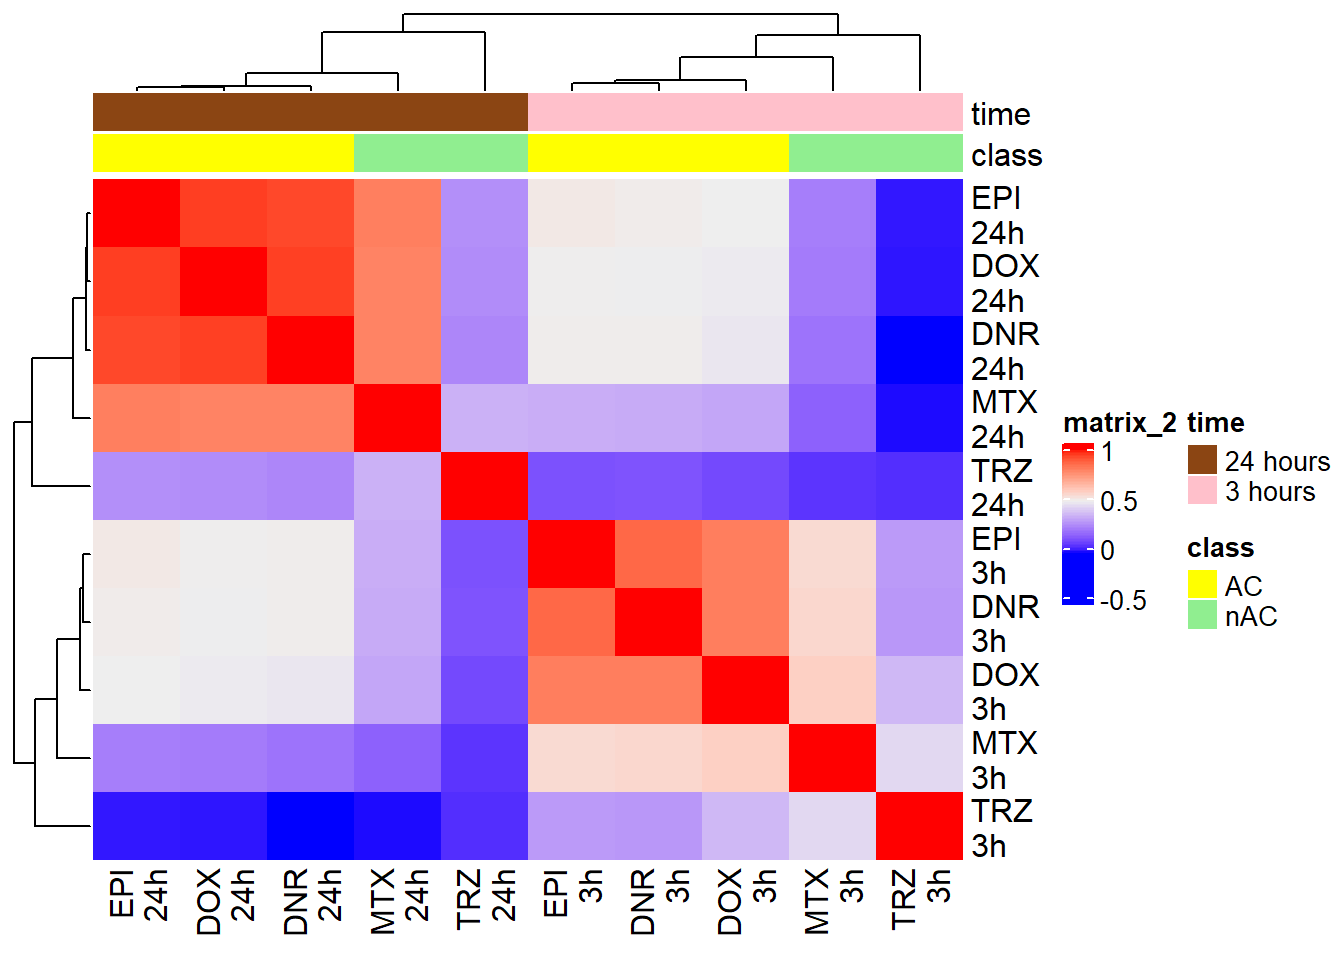 time
class
EPI
24h
DOX
24h
DNR
24h
MTX
24h
TRZ
24h
EPI
3h
DNR
3h
DOX
3h
MTX
3h
TRZ
3h
EPI
24h
DOX
24h
DNR
24h
MTX
24h
TRZ
24h
EPI
3h
DNR
3h
DOX
3h
MTX
3h
TRZ
3h
matrix_2
1
0.5
0
-0.5
time
24 hours
3 hours
class
AC
nAC